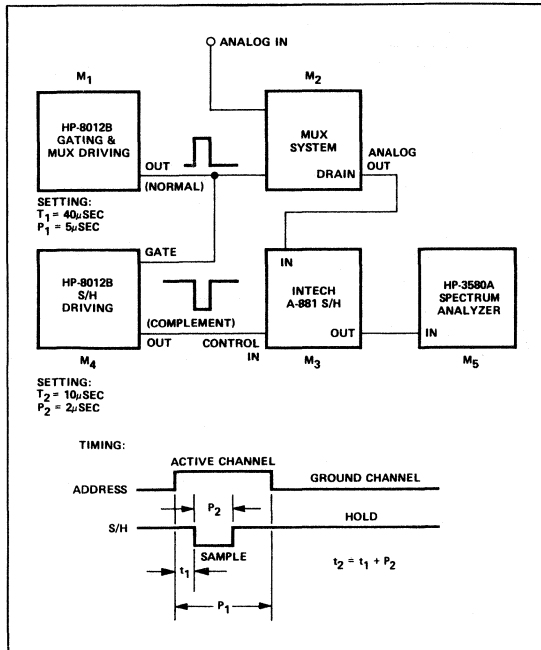 ANALOG IN
M1
HP-8012B
GATING &
MUX DRIVING
OUT
(NORMAL)
SETTING:
T1 = 40µSEC
P1 = 5µSEC
M2
MUX
SYSTEM
DRAIN
ANALOG
OUT
GATE
HP-8012B
S/H
DRIVING
(COMPLEMENT)
OUT
CONTROL
IN
M4
SETTING:
T2 = 10µSEC
P2 = 2µSEC
IN
INTECH
A-881 S/H
OUT
M3
HP-3580A
SPECTRUM
ANALYZER
IN
M5
TIMING:
ACTIVE CHANNEL
GROUND CHANNEL
ADDRESS
P2
S/H
HOLD
SAMPLE
t1
t2 = t1 + P2
P1